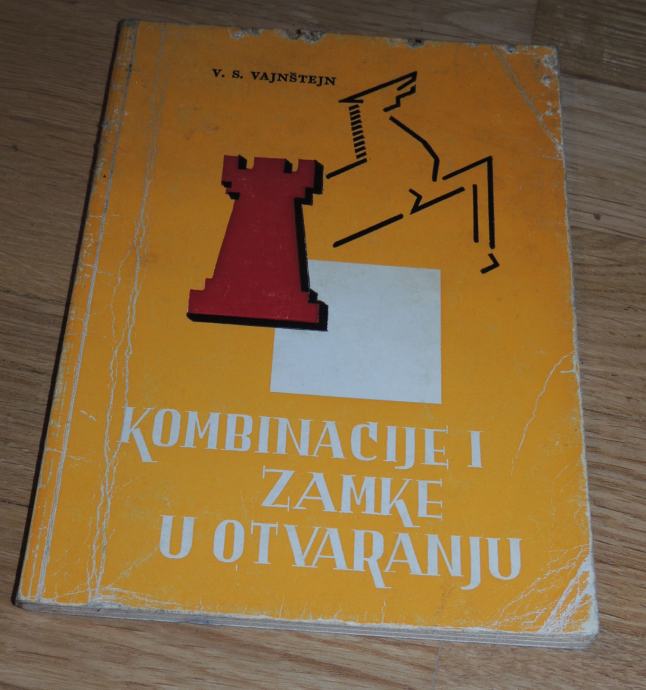 V. S. VAJNŠTEJN
KOMBINACIJE I
ZAMKE
U OTVARANJU